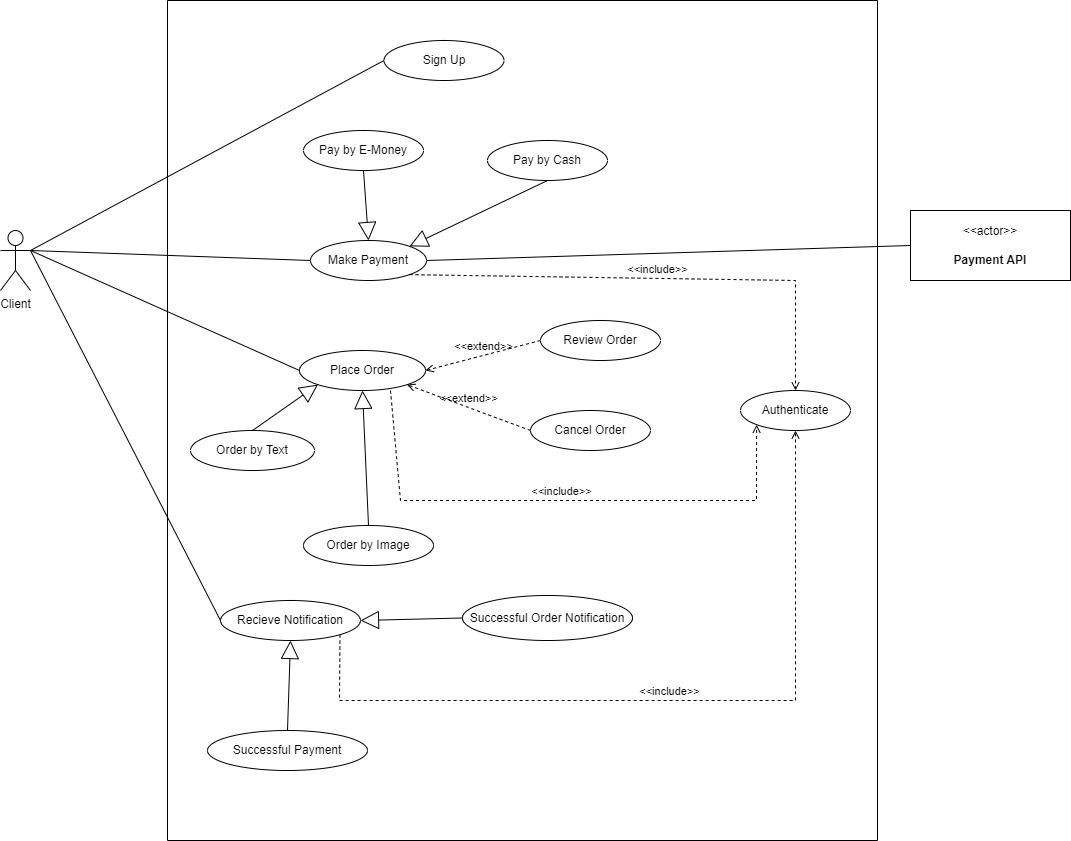 Sign Up
Pay by E-Money
Pay by Cash
<<actor>>
Payment API
Make Payment
<<include>>
Client
Review Order
<<extend>>
Place Order
<<extend>>
Authenticate
Cancel Order
Order by Text
<<include>>
Order by Image
Recieve Notification
Successful Order Notification
<<include>>
Successful Payment